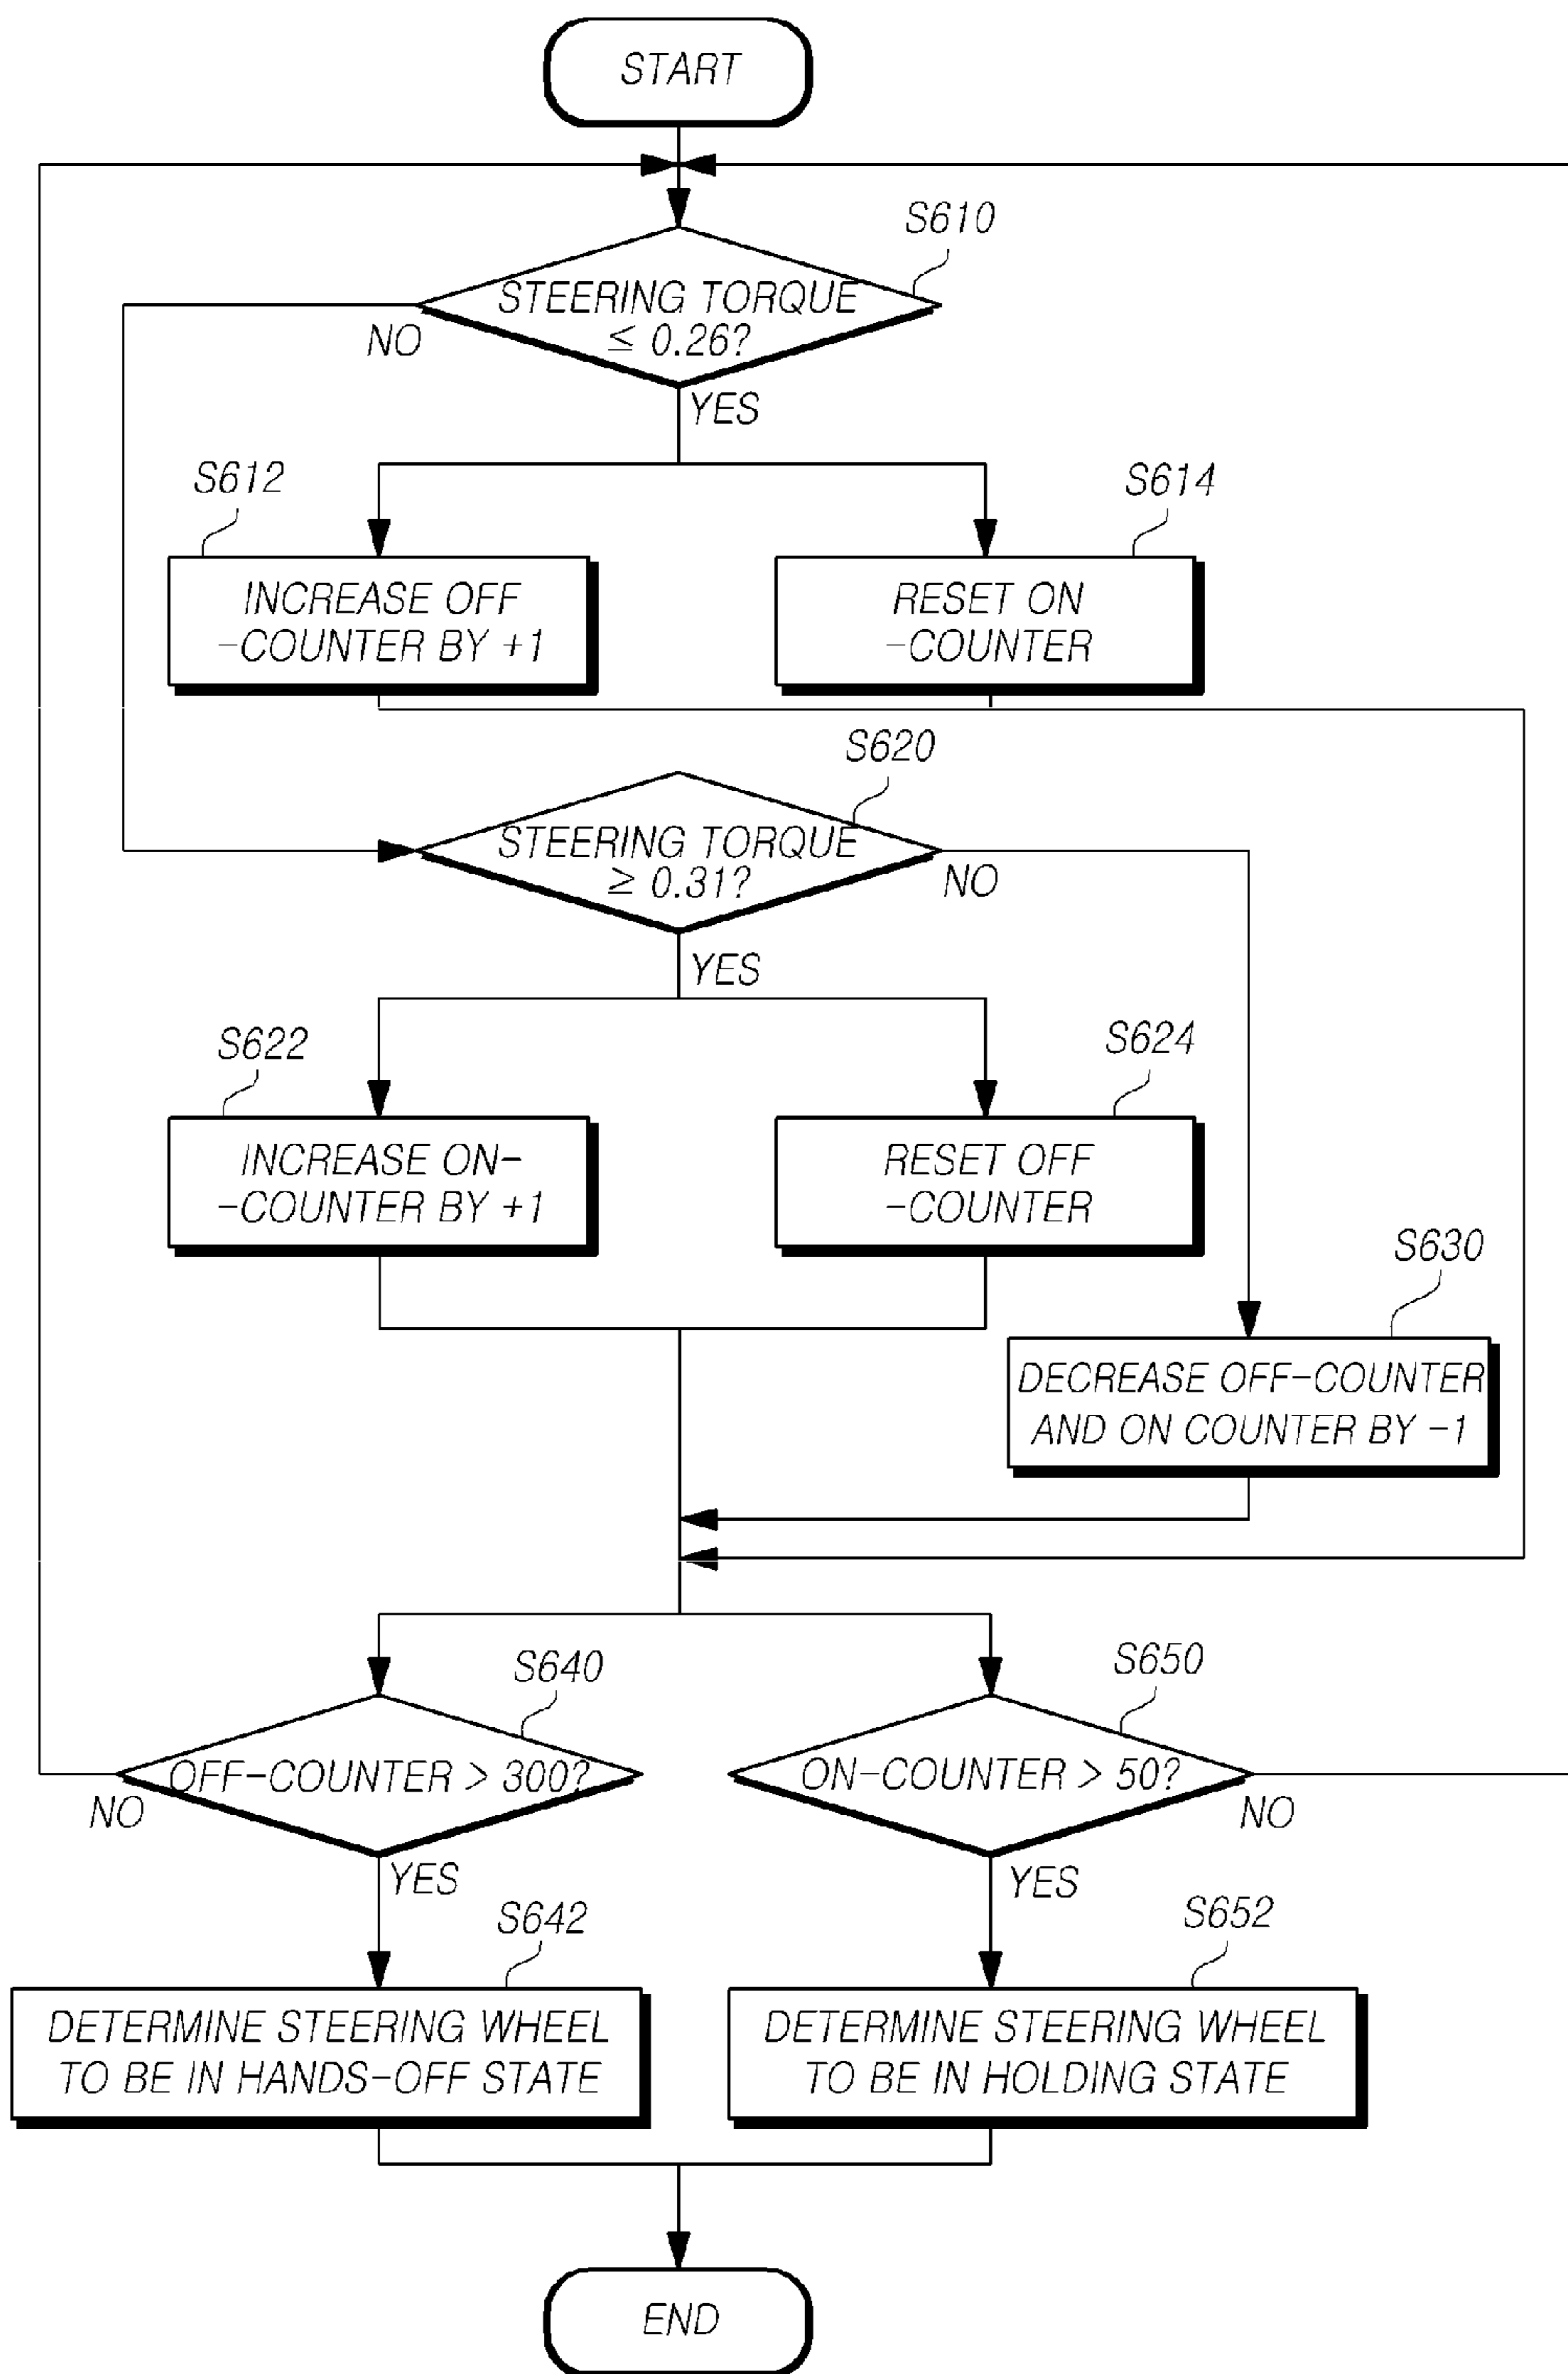 START
S610
STEERING TORQUE
≤ 0.26?
NO
YES
S612
S614
INCREASE OFF
-COUNTER BY +1
RESET ON
-COUNTER
S620
STEERING TORQUE
≥ 0.31?
NO
YES
S622
S624
INCREASE ON-
-COUNTER BY +1
RESET OFF
-COUNTER
S630
DECREASE OFF-COUNTER
AND ON COUNTER BY -1
S640
S650
OFF-COUNTER > 300?
ON-COUNTER > 50?
NO
NO
YES
YES
S642
S652
DETERMINE STEERING WHEEL
TO BE IN HANDS-OFF STATE
DETERMINE STEERING WHEEL
TO BE IN HOLDING STATE
END